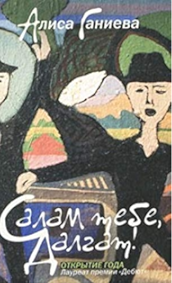 Алиса Ганиева
Салам тебе,
Далгат!
ОТКРЫТИЕ ГОДА
Лауреат премии «Дебют»